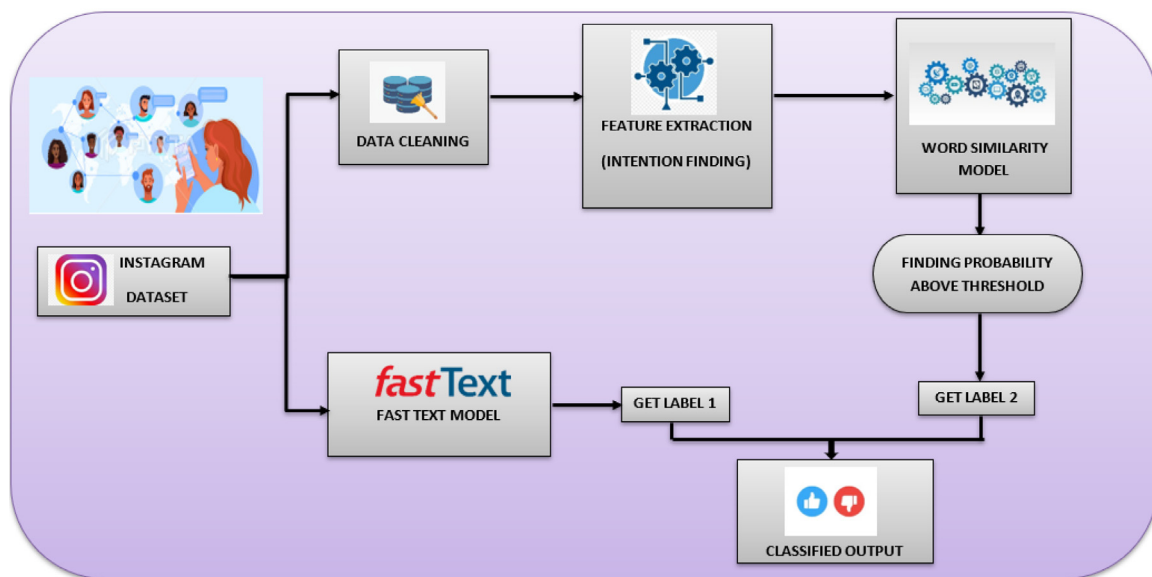 DATA CLEANING
FEATURE EXTRACTION
(INTENTION FINDING)
WORD SIMILARITY
MODEL
INSTAGRAM
DATASET
FINDING PROBABILITY
ABOVE THRESHOLD
fastText
FAST TEXT MODEL
GET LABEL 1
GET LABEL 2
CLASSIFIED OUTPUT